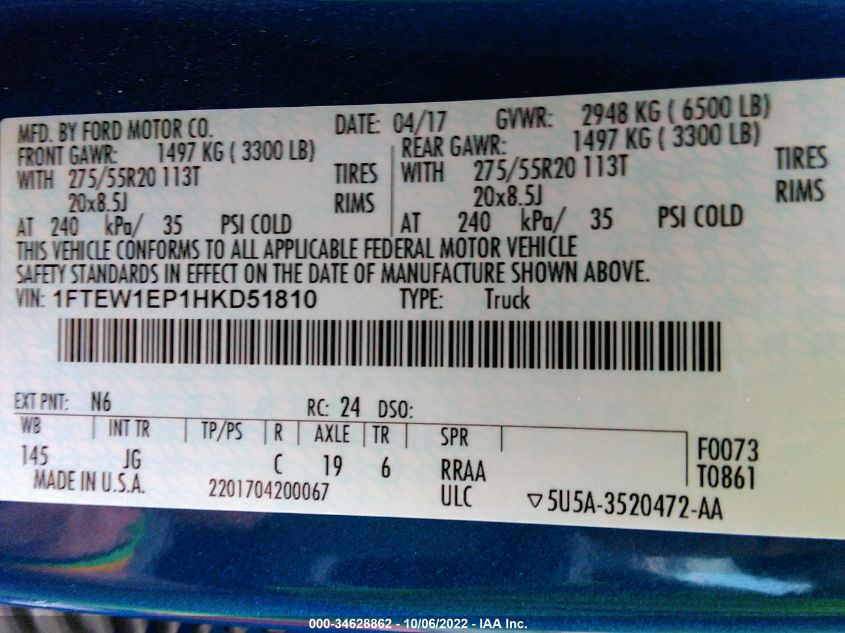 MFD. BY FORD MOTOR CO. DATE: 04/17 GVWR: 2948 KG ( 6500 LB)
FRONT GAWR: 1497 KG ( 3300 LB) REAR GAWR: 1497 KG ( 3300 LB)
WITH 275/55R20 113T TIRES WITH 275/55R20 113T TIRES
20x8.5J RIMS 20x8.5J RIMS
AT 240 kPa/ 35 PSI COLD AT 240 kPa/ 35 PSI COLD
THIS VEHICLE CONFORMS TO ALL APPLICABLE FEDERAL MOTOR VEHICLE
SAFETY STANDARDS IN EFFECT ON THE DATE OF MANUFACTURE SHOWN ABOVE.
VIN: 1FTEW1EP1HKD51810 TYPE: Truck
EXT PNT: N6 RC: 24 DSO:
WB INT TR TP/PS R AXLE TR SPR F0073
145 JG C 19 6 RRAA T0861
MADE IN U.S.A. 2201704200067 ULC ▽5U5A-3520472-AA
000-34628862 - 10/06/2022 - IAA Inc.